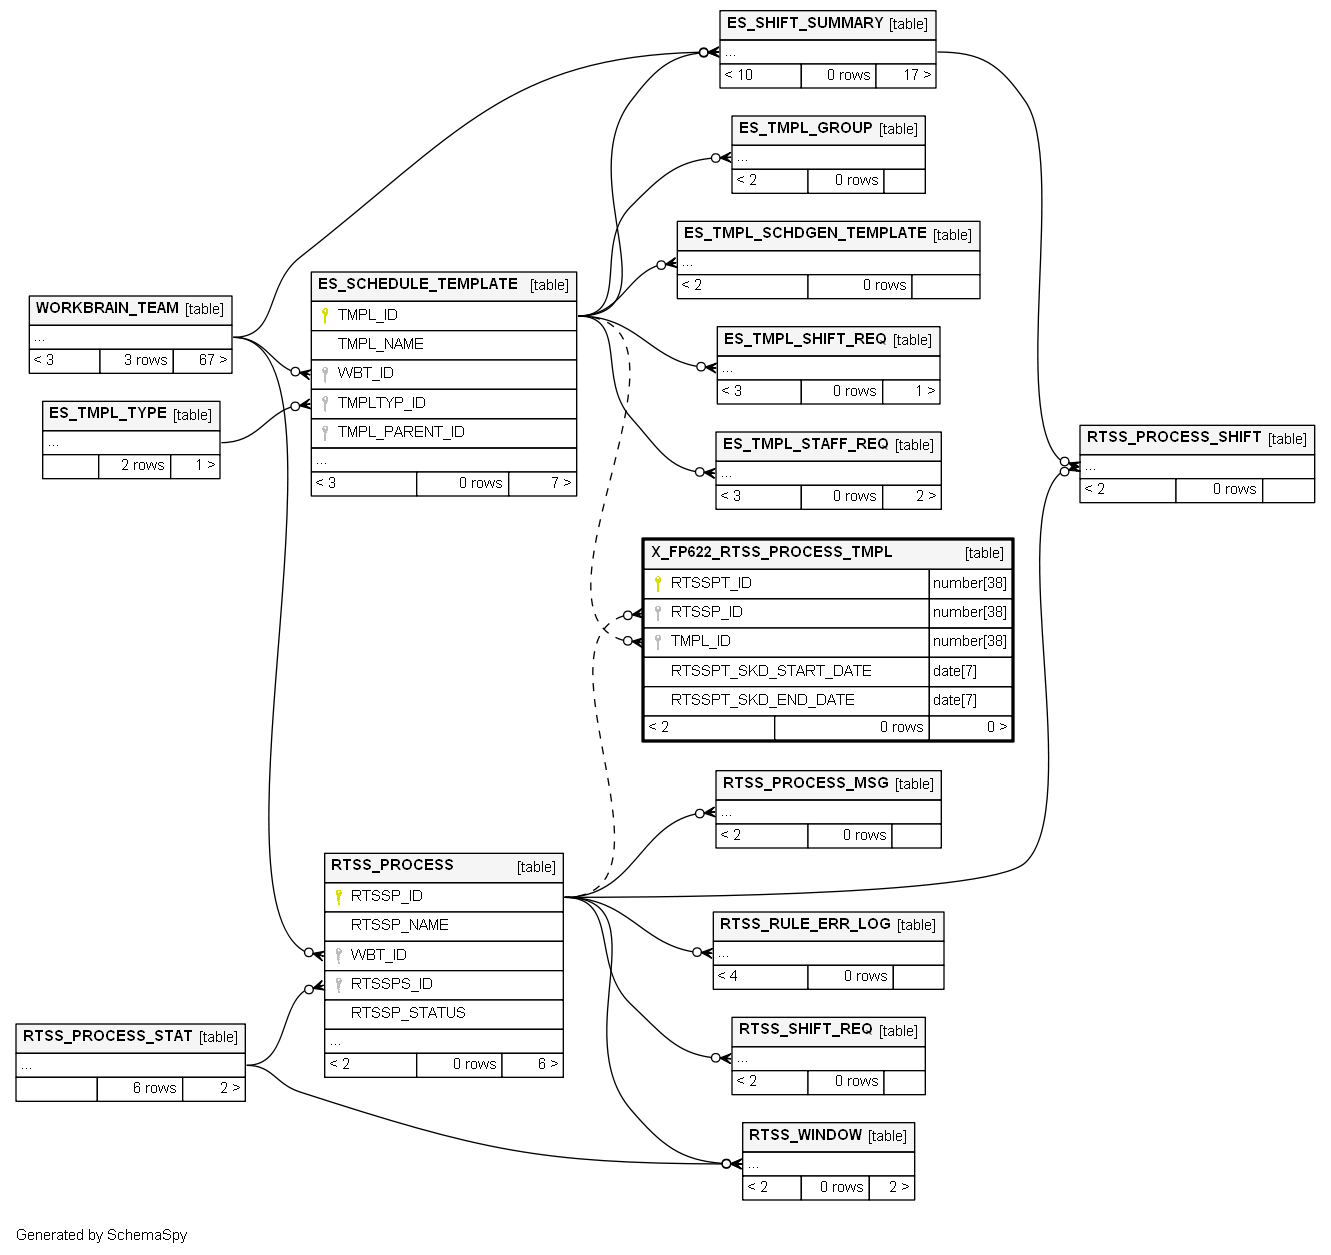 ES_SHIFT_SUMMARY [table]
...
< 10 0 rows 17 >
ES_TMPL_GROUP [table]
...
< 2 0 rows
ES_TMPL_SCHDGEN_TEMPLATE [table]
...
< 2 0 rows
ES_TMPL_SHIFT_REQ [table]
...
< 3 0 rows 1 >
ES_TMPL_STAFF_REQ [table]
...
< 3 0 rows 2 >
WORKBRAIN_TEAM [table]
...
< 3 3 rows 67 >
ES_TMPL_TYPE [table]
...
2 rows 1 >
ES_SCHEDULE_TEMPLATE [table]
TMPL_ID
TMPL_NAME
WBT_ID
TMPLTYP_ID
TMPL_PARENT_ID
...
< 3 0 rows 7 >
RTSS_PROCESS_SHIFT [table]
...
< 2 0 rows
X_FP622_RTSS_PROCESS_TMPL [table]
RTSSPT_ID number[38]
RTSSP_ID number[38]
TMPL_ID number[38]
RTSSPT_SKD_START_DATE date[7]
RTSSPT_SKD_END_DATE date[7]
< 2 0 rows 0 >
RTSS_PROCESS_MSG [table]
...
< 2 0 rows
RTSS_PROCESS [table]
RTSSP_ID
RTSSP_NAME
WBT_ID
RTSSPS_ID
RTSSP_STATUS
...
< 2 0 rows 6 >
RTSS_RULE_ERR_LOG [table]
...
< 4 0 rows
RTSS_PROCESS_STAT [table]
...
6 rows 2 >
RTSS_SHIFT_REQ [table]
...
< 2 0 rows
RTSS_WINDOW [table]
...
< 2 0 rows 2 >
Generated by SchemaSpy